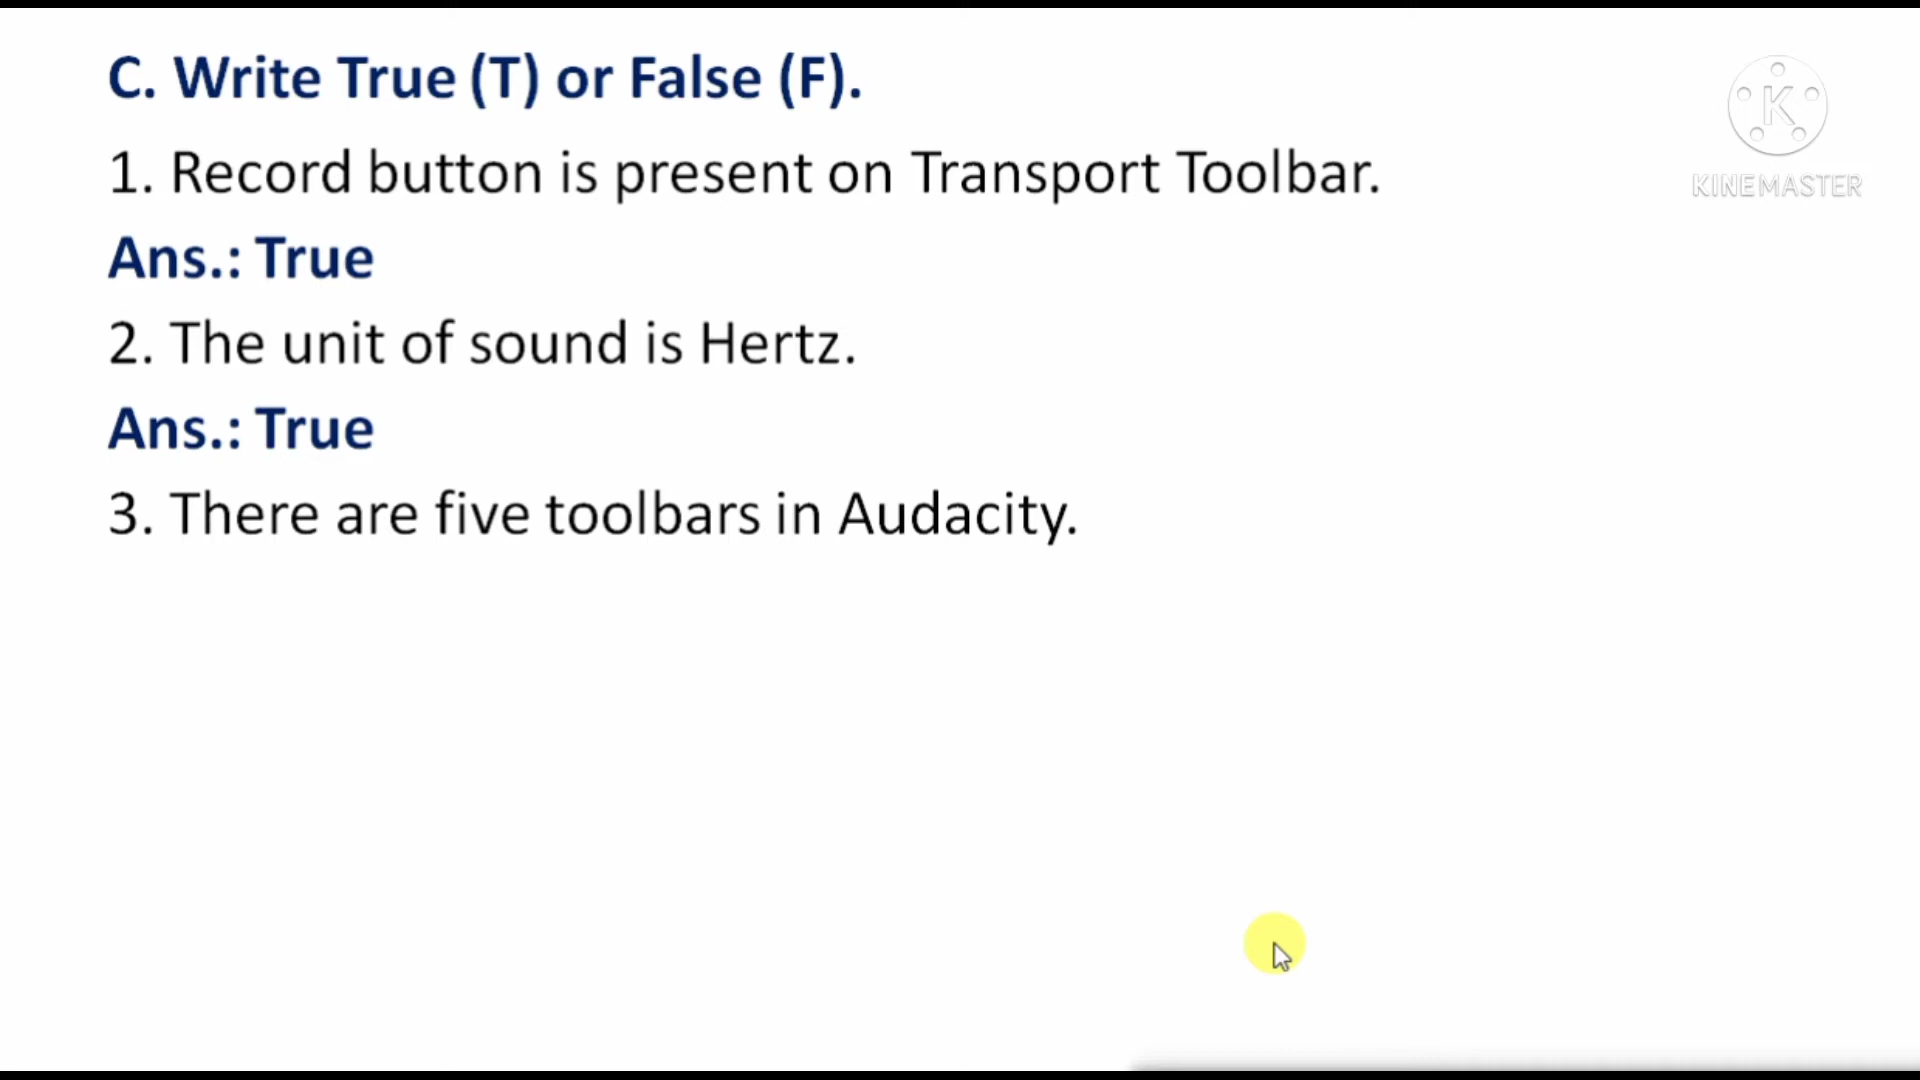 C. Write True (T) or False (F).
1. Record button is present on Transport Toolbar.
Ans.: True
2. The unit of sound is Hertz.
Ans.: True
3. There are five toolbars in Audacity.
K
KINEMASTER